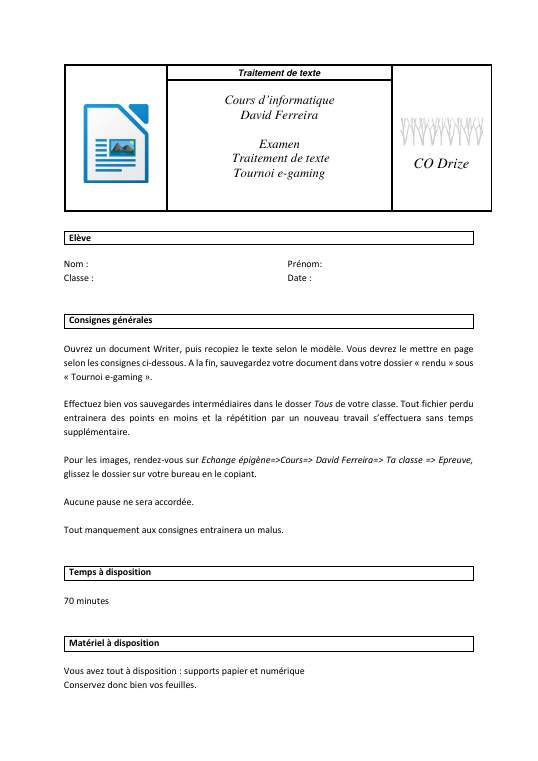 Traitement de texte
Cours d'informatique
David Ferreira
Examen
Traitement de texte
Tournoi e-gaming
CO Drize
Elève
Nom :
Prénom:
Classe :
Date :
Consignes générales
Ouvrez un document Writer, puis recopiez le texte selon le modèle. Vous devrez le mettre en page
selon les consignes ci-dessous. A la fin, sauvegardez votre document dans votre dossier « rendu » sous
« Tournoi e-gaming ».
Effectuez bien vos sauvegardes intermédiaires dans le dosser Tous de votre classe. Tout fichier perdu
entrainera des points en moins et la répétition par un nouveau travail s'effectuera sans temps
supplémentaire.
Pour les images, rendez-vous sur Echange épigène=>Cours=> David Ferreira=> Ta classe => Epreuve,
glissez le dossier sur votre bureau en le copiant.
Aucune pause ne sera accordée.
Tout manquement aux consignes entrainera un malus.
Temps à disposition
70 minutes
Matériel à disposition
Vous avez tout à disposition : supports papier et numérique
Conservez donc bien vos feuilles.